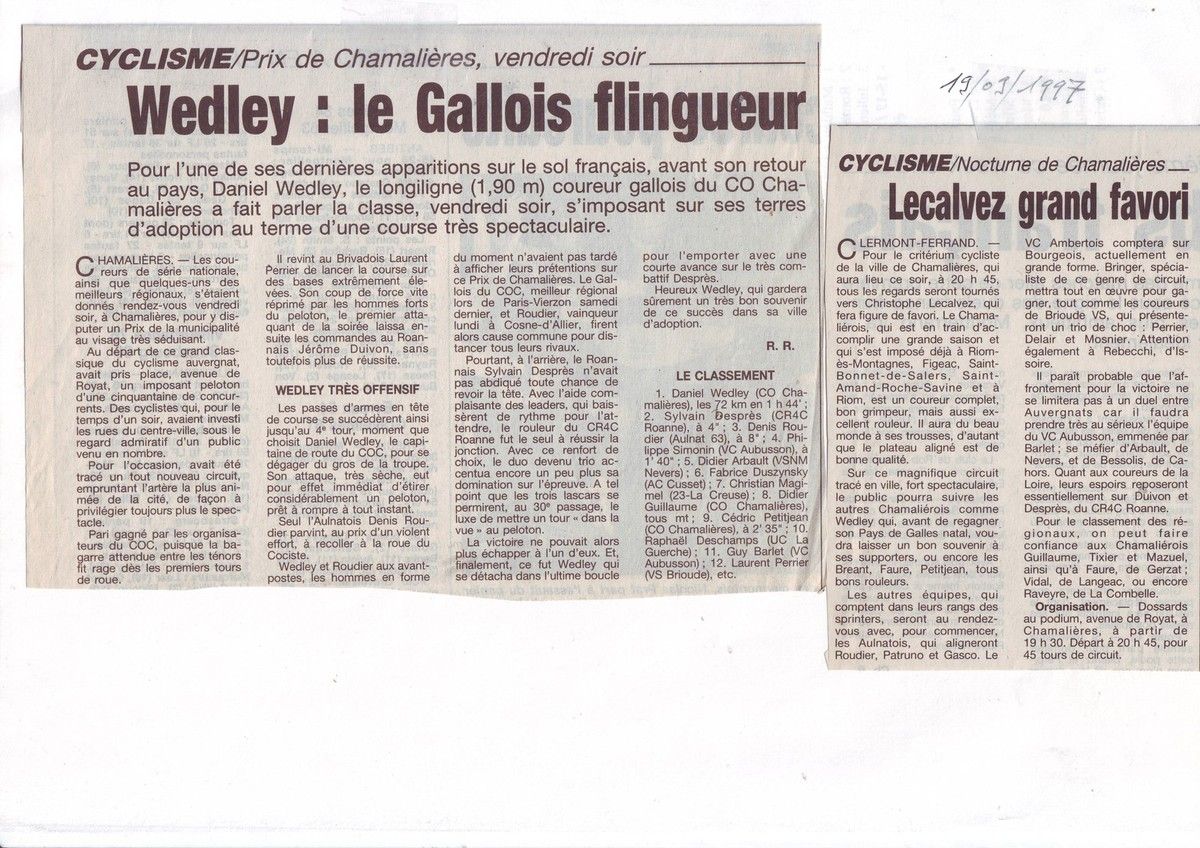 CYCLISME/Prix de Chamalières, vendredi soir
Wedley : le Gallois flingueur
Pour l'une de ses dernières apparitions sur le sol français, avant son retour
au pays, Daniel Wedley, le longiligne (1,90 m) coureur gallois du CO Cha-
malières a fait parler la classe, vendredi soir, s'imposant sur ses terres
d'adoption au terme d'une course très spectaculaire.
CHAMALIÈRES. — Les cou-
reurs de série nationale,
ainsi que quelques-uns des
meilleurs régionaux, s'étaient
donnés rendez-vous vendredi
soir, à Chamalières, pour y dis-
puter un Prix de la municipalité
au visage très séduisant.
Au départ de ce grand clas-
sique du cyclisme auvergnat,
avait pris place, avenue de
Royat, un imposant peloton
d'une cinquantaine de concur-
rents. Des cyclistes qui, pour le
temps d'un soir, avaient investi
les rues du centre-ville, sous le
regard admiratif d'un public
venu en nombre.
Pour l'occasion, avait été
tracé un tout nouveau circuit,
empruntant l'artère la plus ani-
mée de la cité, de façon à
privilégier toujours plus le spec-
tacle.
Pari gagné par les organisa-
teurs du COC, puisque la ba-
garre attendue entre les ténors
fit rage dès les premiers tours
de roue.
Il revint au Brivadois Laurent
Perrier de lancer la course sur
des bases extrêmement éle-
vées. Son coup de force vite
réprimé par les hommes forts
du peloton, le premier atta-
quant de la soirée laissa en-
suite les commandes au Roan-
nais Jérôme Duivon, sans
toutefois plus de réussite.
WEDLEY TRÈS OFFENSIF
Les passes d'armes en tête
de course se succédèrent ainsi
jusqu'au 4e tour, moment que
choisit Daniel Wedley, le capi-
taine de route du COC, pour se
dégager du gros de la troupe.
Son attaque, très sèche, eut
pour effet immédiat d'étirer
considérablement un peloton,
prêt à rompre à tout instant.
Seul l'Aulnatois Denis Rou-
dier parvint, au prix d'un violent
effort, à recoller à la roue du
Cociste.
Wedley et Roudier aux avant-
postes, les hommes en forme
du moment n'avaient pas tardé
à afficher leurs prétentions sur
ce Prix de Chamalières. Le Gal-
lois du COC, meilleur régional
lors de Paris-Vierzon samedi
dernier, et Roudier, vainqueur
lundi à Cosne-d'Allier, firent
alors cause commune pour dis-
tancer tous leurs rivaux.
Pourtant, à l'arrière, le Roan-
nais Sylvain Desprès n'avait
pas abdiqué toute chance de
revoir la tête. Avec l'aide com-
plaisante des leaders, qui bais-
sèrent de rythme pour l'at-
tendre, le rouleur du CR4C
Roanne fut le seul à réussir la
jonction. Avec ce renfort de
choix, le duo devenu trio ac-
centua encore un peu plus sa
domination sur l'épreuve. A tel
point que les trois lascars se
permirent, au 30e passage, le
luxe de mettre un tour « dans la
vue » au peloton.
La victoire ne pouvait alors
plus échapper à l'un d'eux. Et,
finalement, ce fut Wedley qui
se détacha dans l'ultime boucle
pour l'emporter avec une
courte avance sur le très com-
batif Desprès.
Heureux Wedley, qui gardera
sûrement un très bon souvenir
de ce succès dans sa ville
d'adoption.
R. R.
LE CLASSEMENT
1. Daniel Wedley (CO Cha-
malières), les 72 km en 1 h 44' ;
2. Sylvain Desprès (CR4C
Roanne), à 4" ; 3. Denis Rou-
dier (Aulnat 63), à 8" ; 4. Phi-
lippe Simonin (VC Aubusson), à
1' 40" ; 5. Didier Arbault (VSNM
Nevers) ; 6. Fabrice Duszynsky
(AC Cusset) ; 7. Christian Magi-
mel (23-La Creuse) ; 8. Didier
Guillaume (CO Chamalières),
tous mt ; 9. Cédric Petitjean
(CO Chamalières), à 2' 35" ; 10.
Raphaël Deschamps (UC La
Guerche) ; 11. Guy Barlet (VC
Aubusson) ; 12. Laurent Perrier
(VS Brioude), etc.
19/09/1997
CYCLISME/Nocturne de Chamalières
Lecalvez grand favori
CLERMONT-FERRAND. —
Pour le critérium cycliste
de la ville de Chamalières, qui
aura lieu ce soir, à 20 h 45,
tous les regards seront tournés
vers Christophe Lecalvez, qui
fera figure de favori. Le Chama-
liérois, qui est en train d'ac-
complir une grande saison et
qui s'est imposé déjà à Riom-
ès-Montagnes, Figeac, Saint-
Bonnet-de-Salers, Saint-
Amand-Roche-Savine et à
Riom, est un coureur complet,
bon grimpeur, mais aussi ex-
cellent rouleur. Il aura du beau
monde à ses trousses, d'autant
que le plateau aligné est de
bonne qualité.
Sur ce magnifique circuit
tracé en ville, fort spectaculaire,
le public pourra suivre les
autres Chamaliérois comme
Wedley qui, avant de regagner
son Pays de Galles natal, vou-
dra laisser un bon souvenir à
ses supporters, ou encore les
Breant, Faure, Petitjean, tous
bons rouleurs.
Les autres équipes, qui
comptent dans leurs rangs des
sprinters, seront au rendez-
vous avec, pour commencer,
les Aulnatois, qui aligneront
Roudier, Patruno et Gasco. Le
VC Ambertois comptera sur
Bourgeois, actuellement en
grande forme. Bringer, spécia-
liste de ce genre de circuit,
mettra tout en œuvre pour ga-
gner, tout comme les coureurs
de Brioude VS, qui présente-
ront un trio de choc : Perrier,
Delair et Mosnier. Attention
également à Rebecchi, d'Is-
soire.
Il paraît probable que l'af-
frontement pour la victoire ne
se limitera pas à un duel entre
Auvergnats car il faudra
prendre très au sérieux l'équipe
du VC Aubusson, emmenée par
Barlet ; se méfier d'Arbault, de
Nevers, et de Bessolis, de Ca-
hors. Quant aux coureurs de la
Loire, leurs espoirs reposeront
essentiellement sur Duivon et
Desprès, du CR4C Roanne.
Pour le classement des ré-
gionaux, on peut faire
confiance aux Chamaliérois
Guillaume, Tixier et Mazuel,
ainsi qu'à Faure, de Gerzat ;
Vidal, de Langeac, ou encore
Raveyre, de La Combelle.
Organisation. — Dossards
au podium, avenue de Royat, à
Chamalières, à partir de
19 h 30. Départ à 20 h 45, pour
45 tours de circuit.